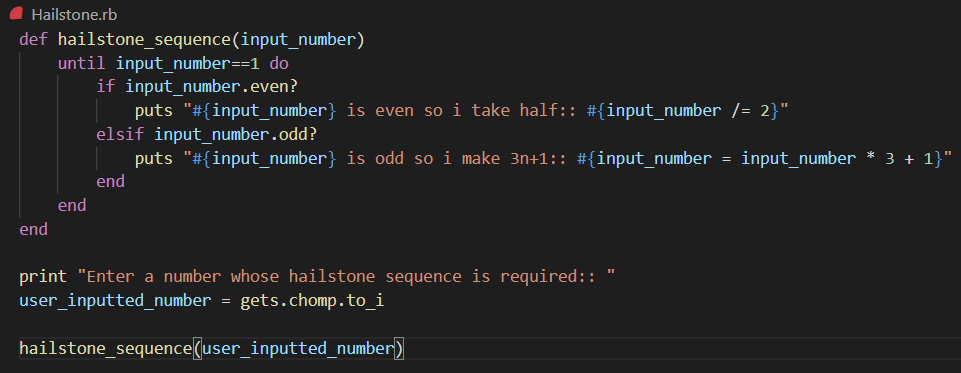 Hailstone.rb
def hailstone_sequence(input_number)
    until input_number==1 do
        if input_number.even?
            puts "#{input_number} is even so i take half:: #{input_number /= 2}"
        elsif input_number.odd?
            puts "#{input_number} is odd so i make 3n+1:: #{input_number = input_number * 3 + 1}"
        end
    end
end

print "Enter a number whose hailstone sequence is required:: "
user_inputted_number = gets.chomp.to_i

hailstone_sequence(user_inputted_number)